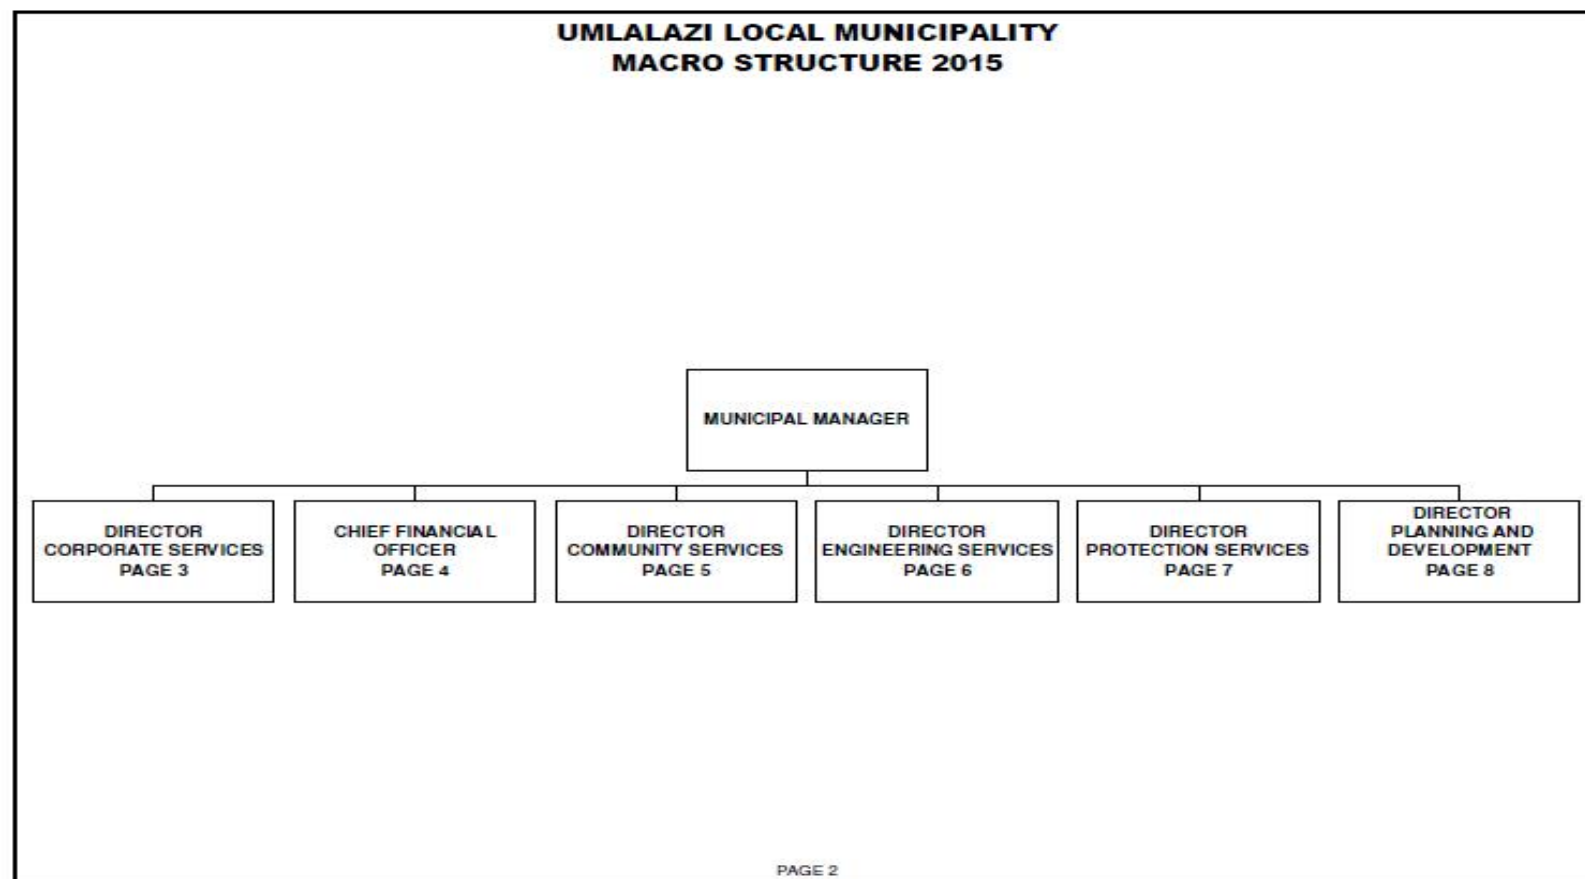 UMLALAZI LOCAL MUNICIPALITY
MACRO STRUCTURE 2015
MUNICIPAL MANAGER
DIRECTOR
CORPORATE SERVICES
PAGE 3
CHIEF FINANCIAL
OFFICER
PAGE 4
DIRECTOR
COMMUNITY SERVICES
PAGE 5
DIRECTOR
ENGINEERING SERVICES
PAGE 6
DIRECTOR
PROTECTION SERVICES
PAGE 7
DIRECTOR
PLANNING AND
DEVELOPMENT
PAGE 8
PAGE 2